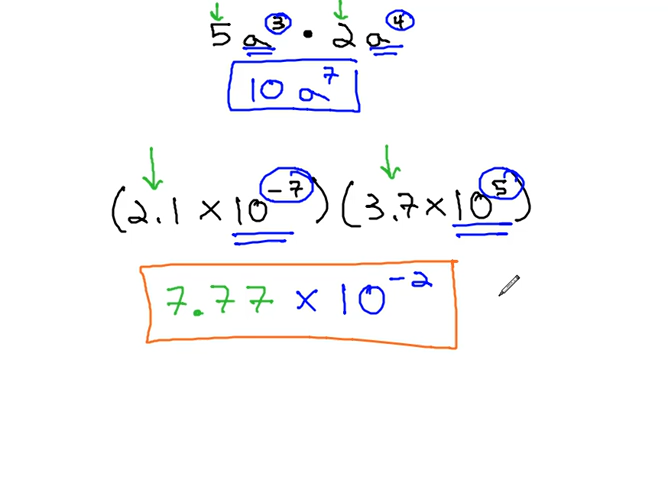 5a³ • 2a⁴
10a⁷
(2.1 × 10⁻⁷)(3.7 × 10⁵)
7.77 × 10⁻²